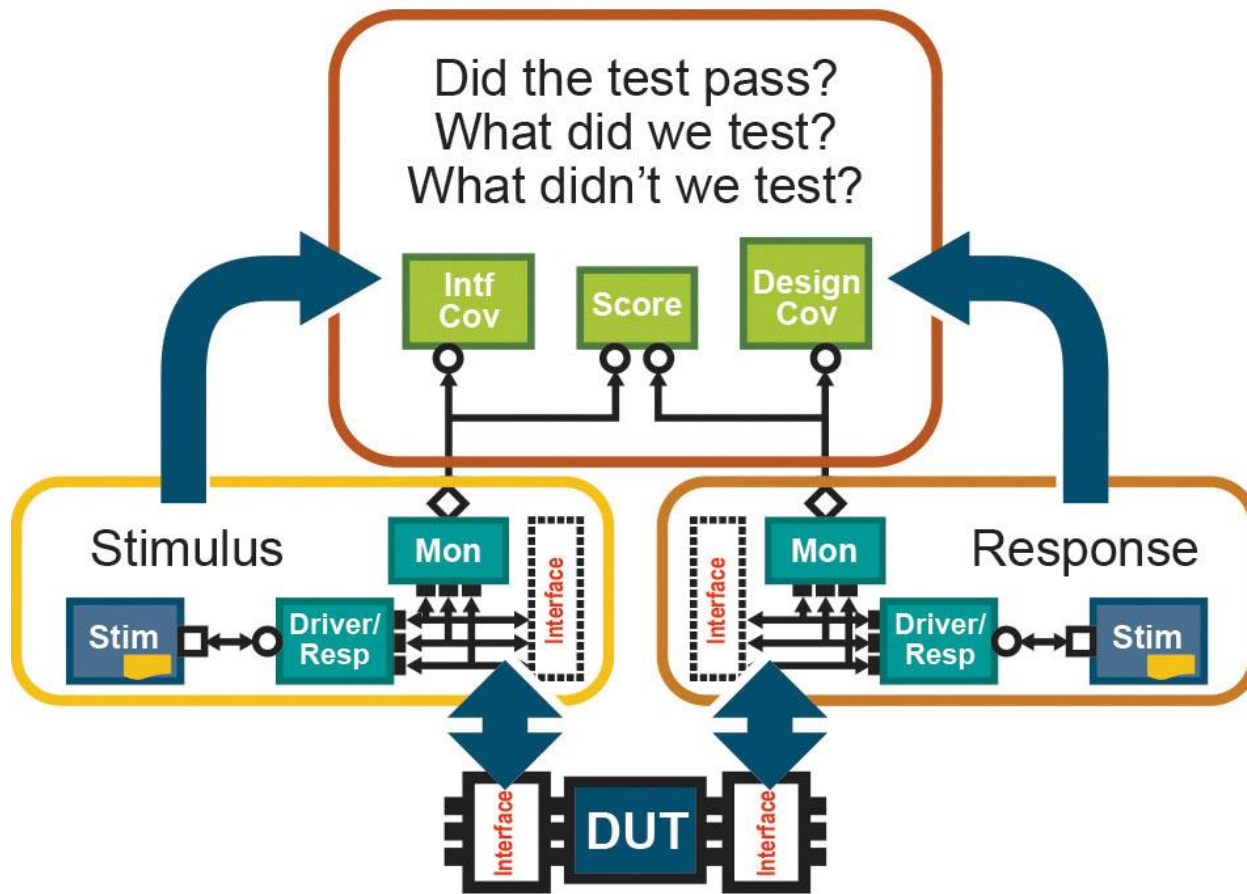 Did the test pass?
What did we test?
What didn't we test?
Intf
Cov
Score
Design
Cov
Stimulus
Mon
Interface
Stim
Driver/
Resp
Interface
Mon
Response
Driver/
Resp
Stim
Interface
DUT
Interface